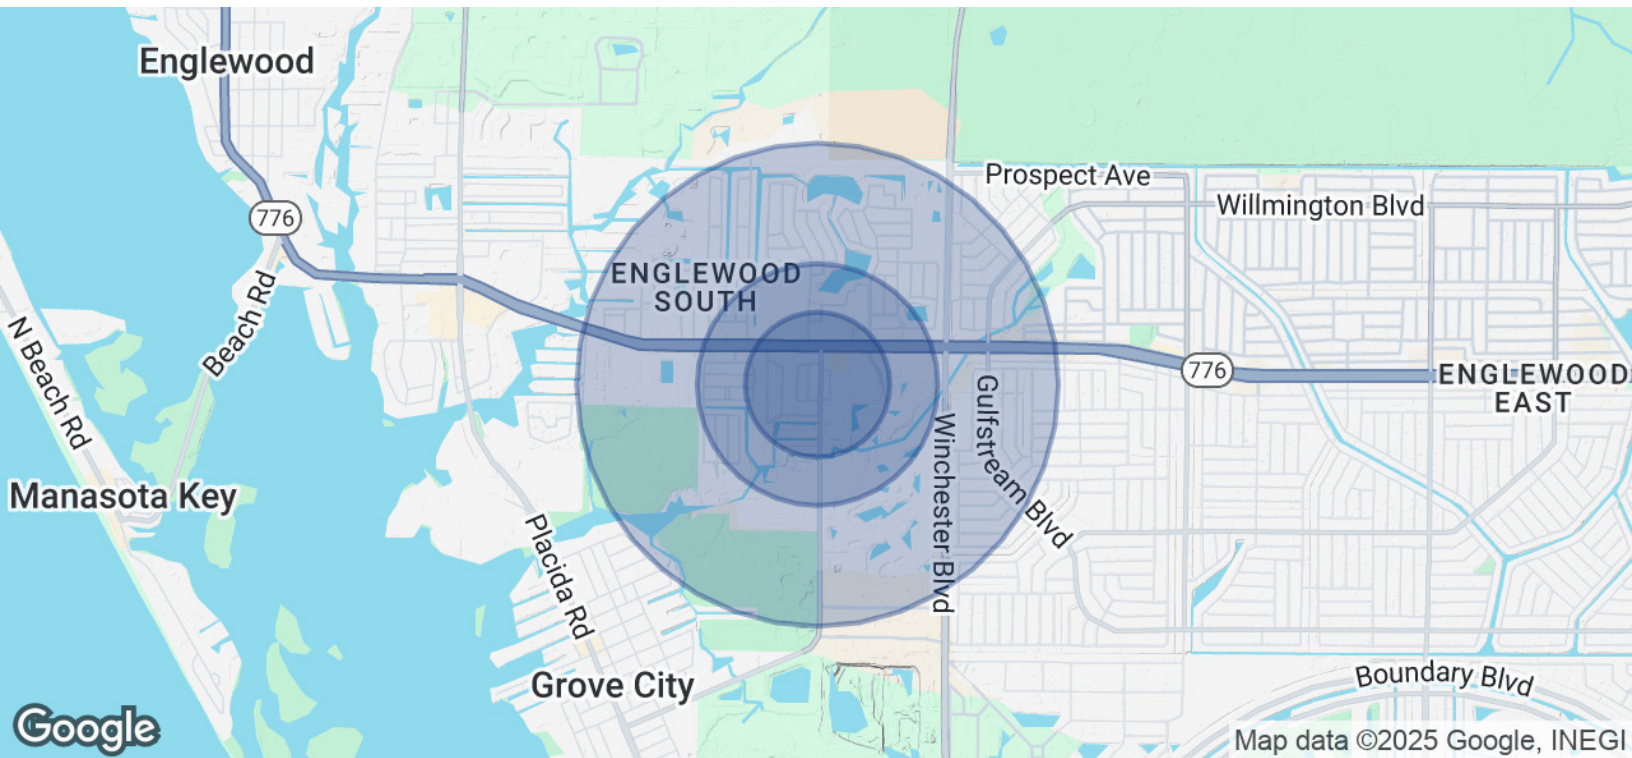 Englewood
Prospect Ave
Willmington Blvd
776
ENGLEWOOD
SOUTH
Beach Rd
N Beach Rd
776
ENGLEWOOD
EAST
Gulfstream Blvd
Winchester Blvd
Manasota Key
Placida Rd
Grove City
Boundary Blvd
Google
Map data ©2025 Google, INEGI